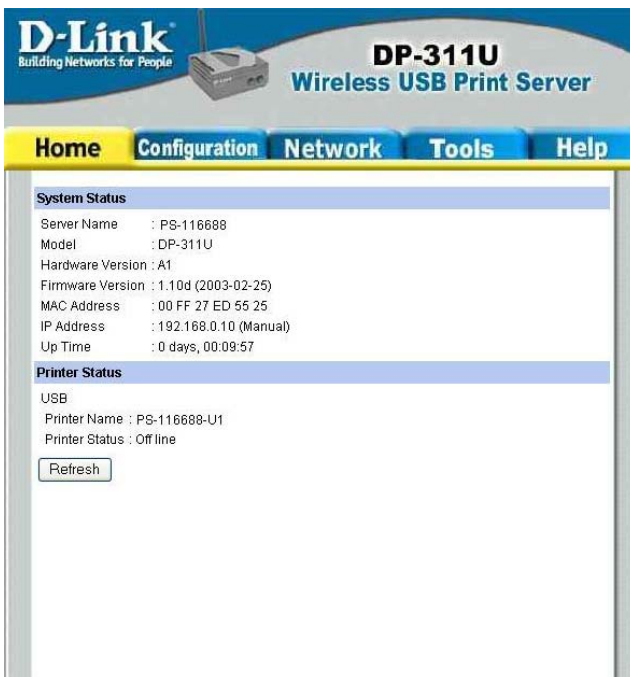 D-Link
Building Networks for People
DP-311U
Wireless USB Print Server
Home Configuration Network Tools Help
System Status
Server Name : PS-116688
Model : DP-311U
Hardware Version : A1
Firmware Version : 1.10d (2003-02-25)
MAC Address : 00 FF 27 ED 55 25
IP Address : 192.168.0.10 (Manual)
Up Time : 0 days, 00:09:57
Printer Status
USB
Printer Name : PS-116688-U1
Printer Status : Off line
Refresh